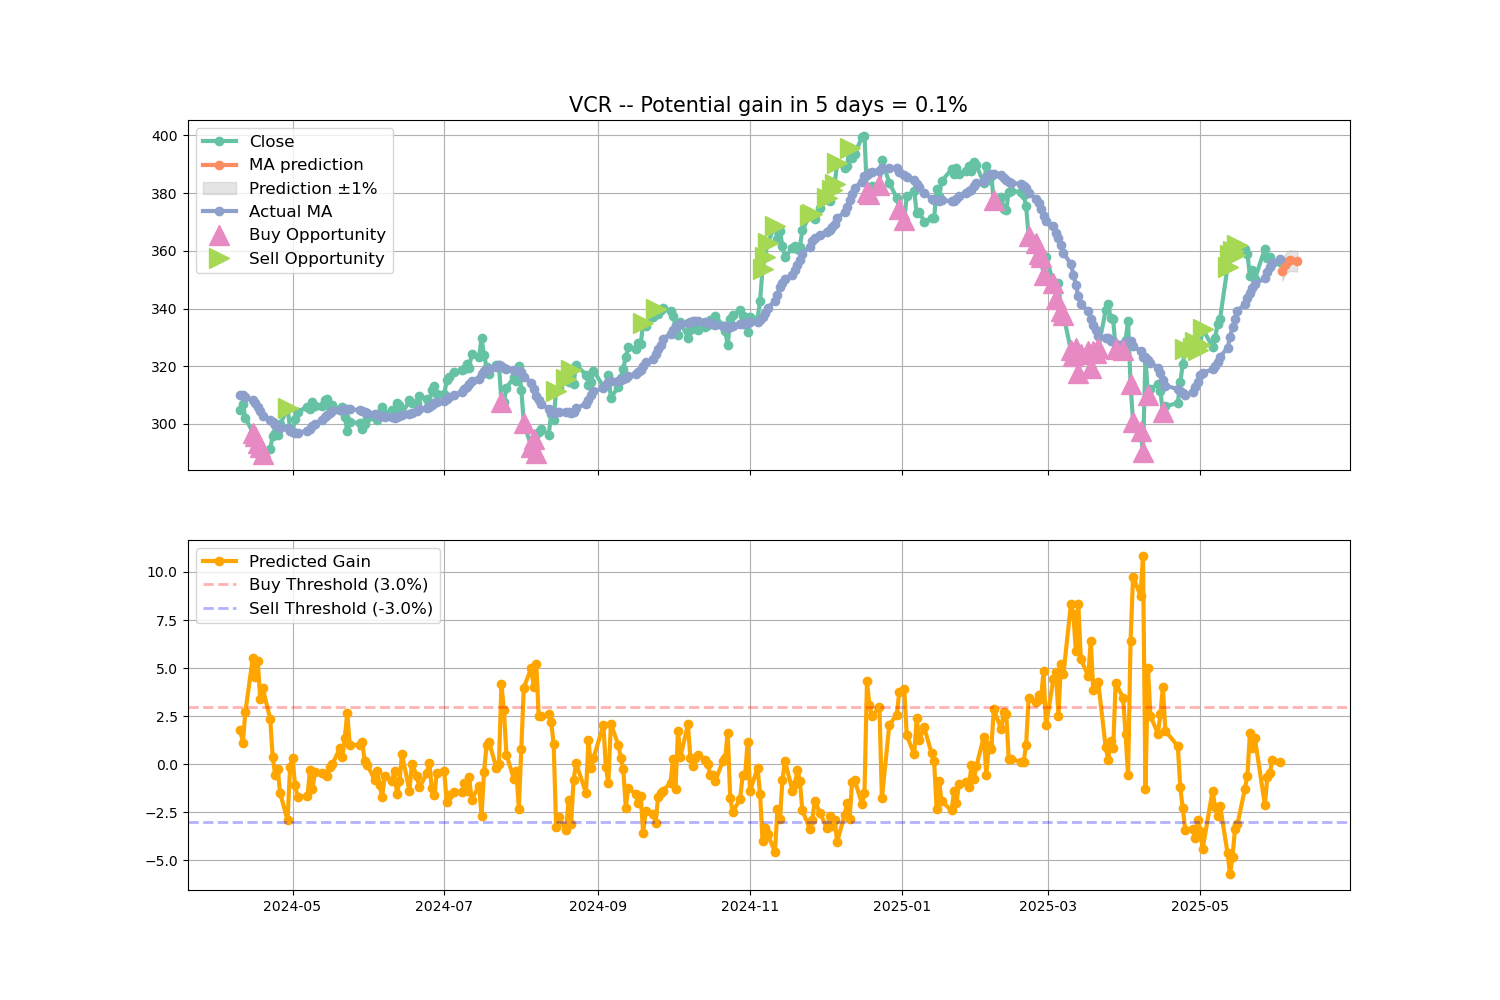 VCR -- Potential gain in 5 days = 0.1%
400
380
360
340
320
300
Close
MA prediction
Prediction ±1%
Actual MA
Buy Opportunity
Sell Opportunity
10.0
7.5
5.0
2.5
0.0
−2.5
−5.0
Predicted Gain
Buy Threshold (3.0%)
Sell Threshold (-3.0%)
2024-05
2024-07
2024-09
2024-11
2025-01
2025-03
2025-05